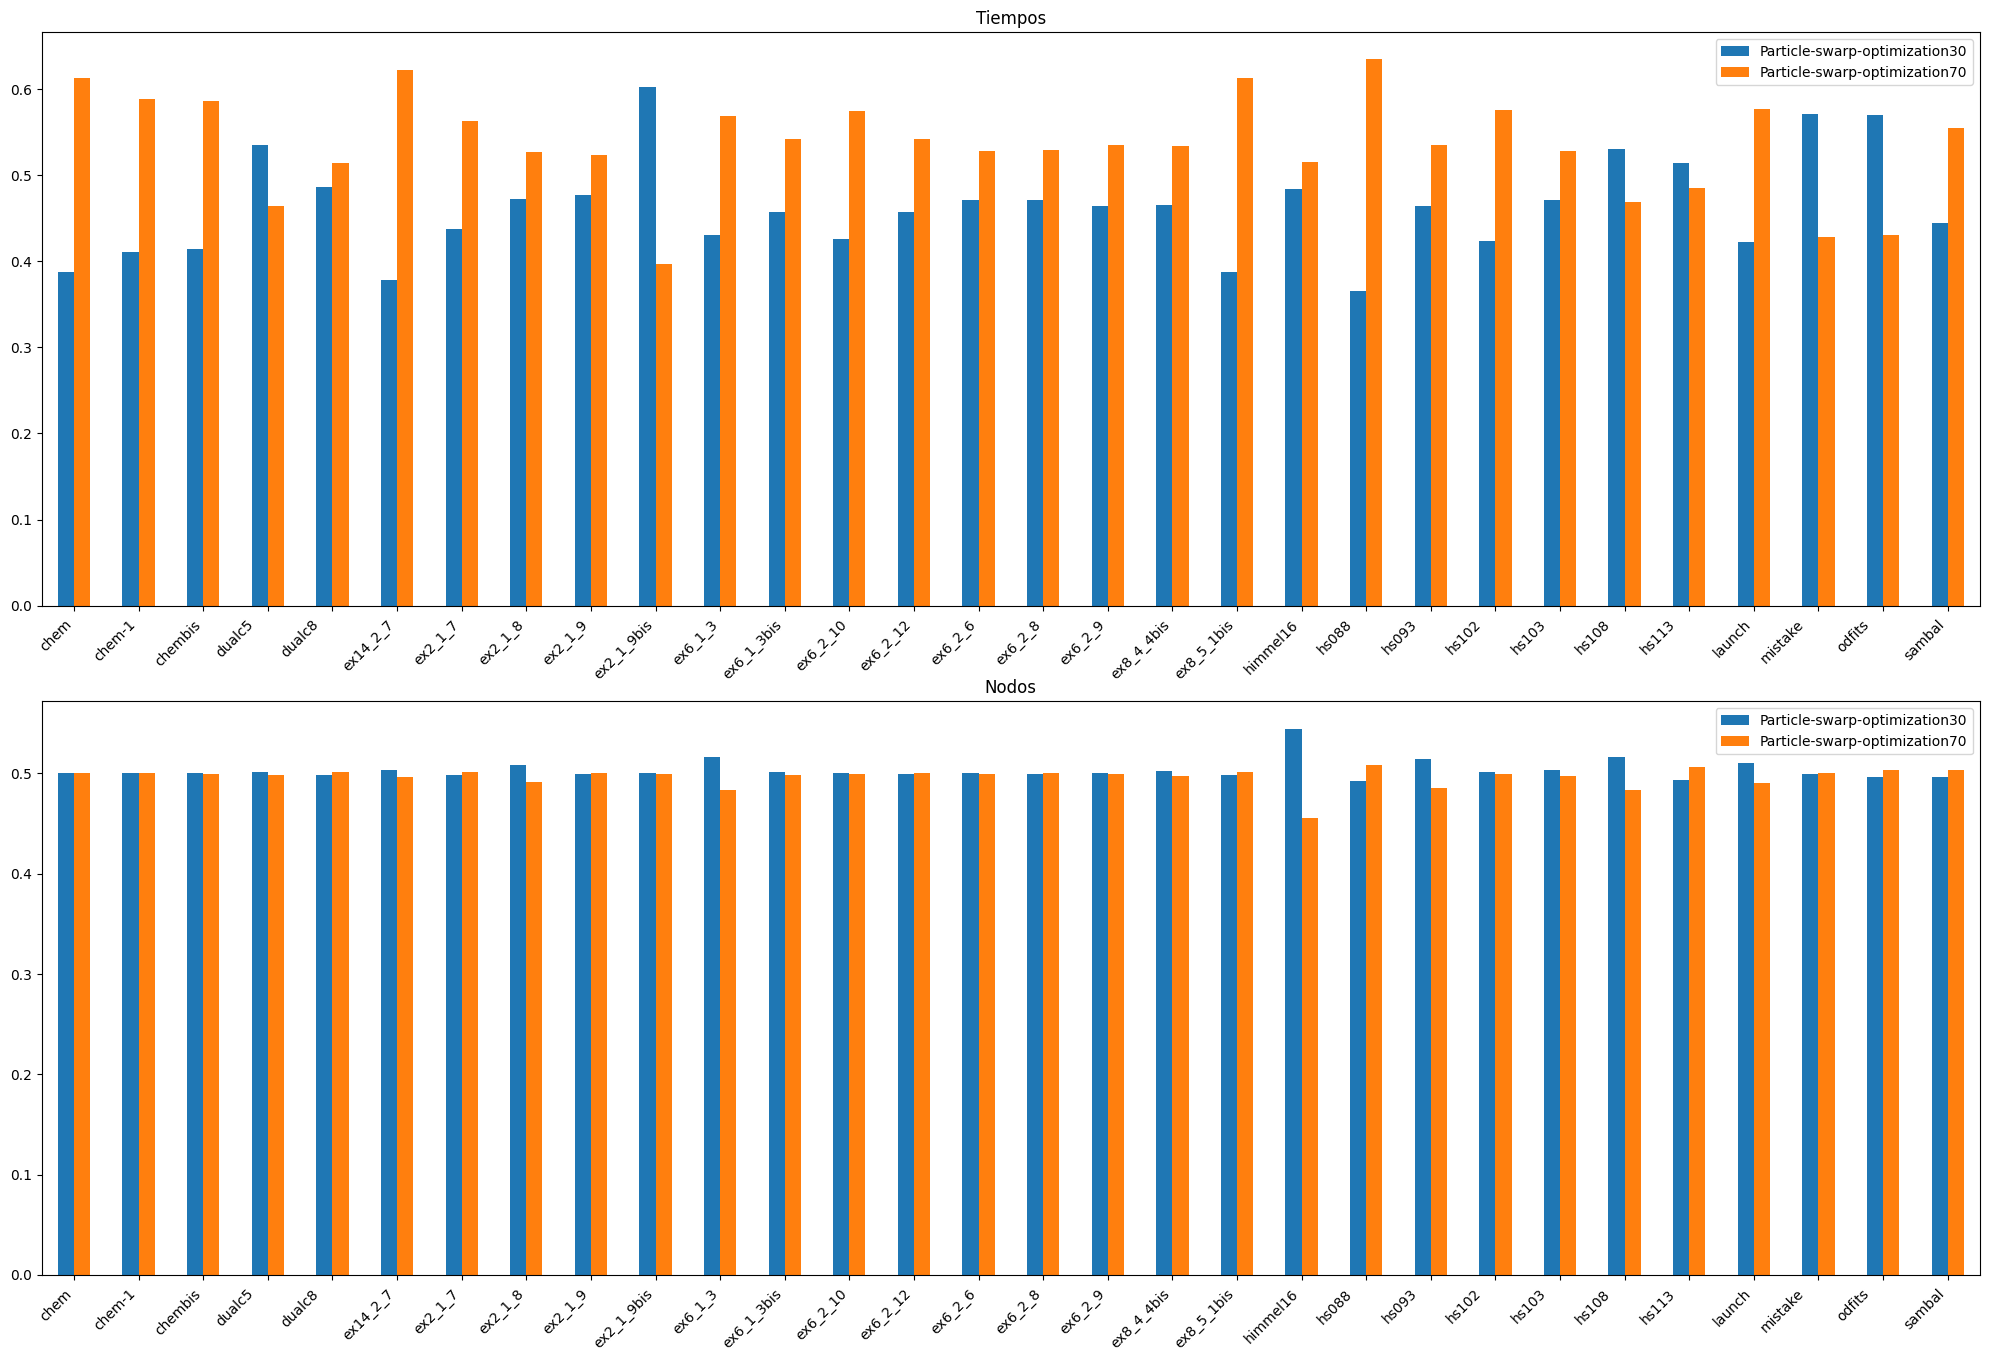 Tiempos
Particle-swarp-optimization30
Particle-swarp-optimization70
0.6
0.5
0.4
0.3
0.2
0.1
0.0
chem
chem-1
chembis
dualc5
dualc8
ex14_2_7
ex2_1_7
ex2_1_8
ex2_1_9
ex2_1_9bis
ex6_1_3
ex6_1_3bis
ex6_2_10
ex6_2_12
ex6_2_6
ex6_2_8
ex6_2_9
ex8_4_4bis
ex8_5_1bis
himmel16
hs088
hs093
hs102
hs103
hs108
hs113
launch
mistake
odfits
sambal
Nodos
Particle-swarp-optimization30
Particle-swarp-optimization70
0.5
0.4
0.3
0.2
0.1
0.0
chem
chem-1
chembis
dualc5
dualc8
ex14_2_7
ex2_1_7
ex2_1_8
ex2_1_9
ex2_1_9bis
ex6_1_3
ex6_1_3bis
ex6_2_10
ex6_2_12
ex6_2_6
ex6_2_8
ex6_2_9
ex8_4_4bis
ex8_5_1bis
himmel16
hs088
hs093
hs102
hs103
hs108
hs113
launch
mistake
odfits
sambal